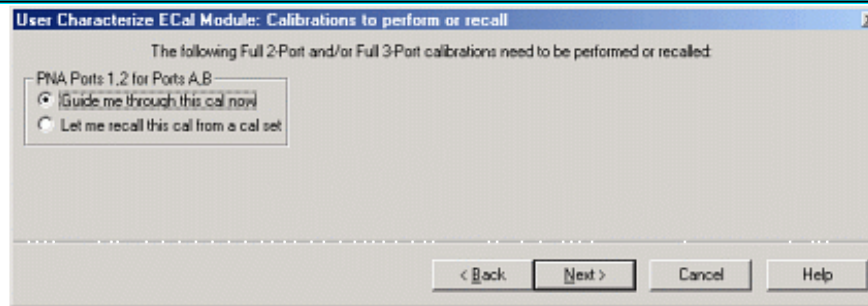 User Characterize ECal Module: Calibrations to perform or recall
The following Full 2-Port and/or Full 3-Port calibrations need to be performed or recalled:
PNA Ports 1,2 for Ports A,B
Guide me through this cal now
Let me recall this cal from a cal set
< Back
Next >
Cancel
Help